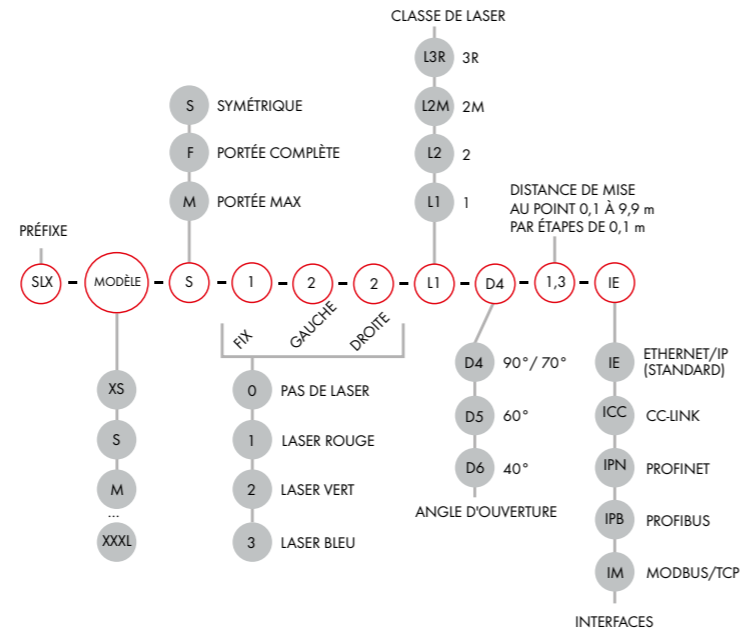 CLASSE DE LASER
L3R 3R
S SYMÉTRIQUE
L2M 2M
F PORTÉE COMPLÈTE
L2 2
M PORTÉE MAX
L1 1
DISTANCE DE MISE
AU POINT 0,1 À 9,9 m
PAR ÉTAPES DE 0,1 m
PRÉFIXE
SLX - MODÈLE - S - 1 - 2 - 2 - L1 - D4 - 1,3 - IE
FIX
GAUCHE
DROITE
XS
S
M
...
XXXL
0 PAS DE LASER
1 LASER ROUGE
2 LASER VERT
3 LASER BLEU
D4 90°/ 70°
D5 60°
D6 40°
ANGLE D'OUVERTURE
IE ETHERNET/IP
(STANDARD)
ICC CC-LINK
IPN PROFINET
IPB PROFIBUS
IM MODBUS/TCP
INTERFACES